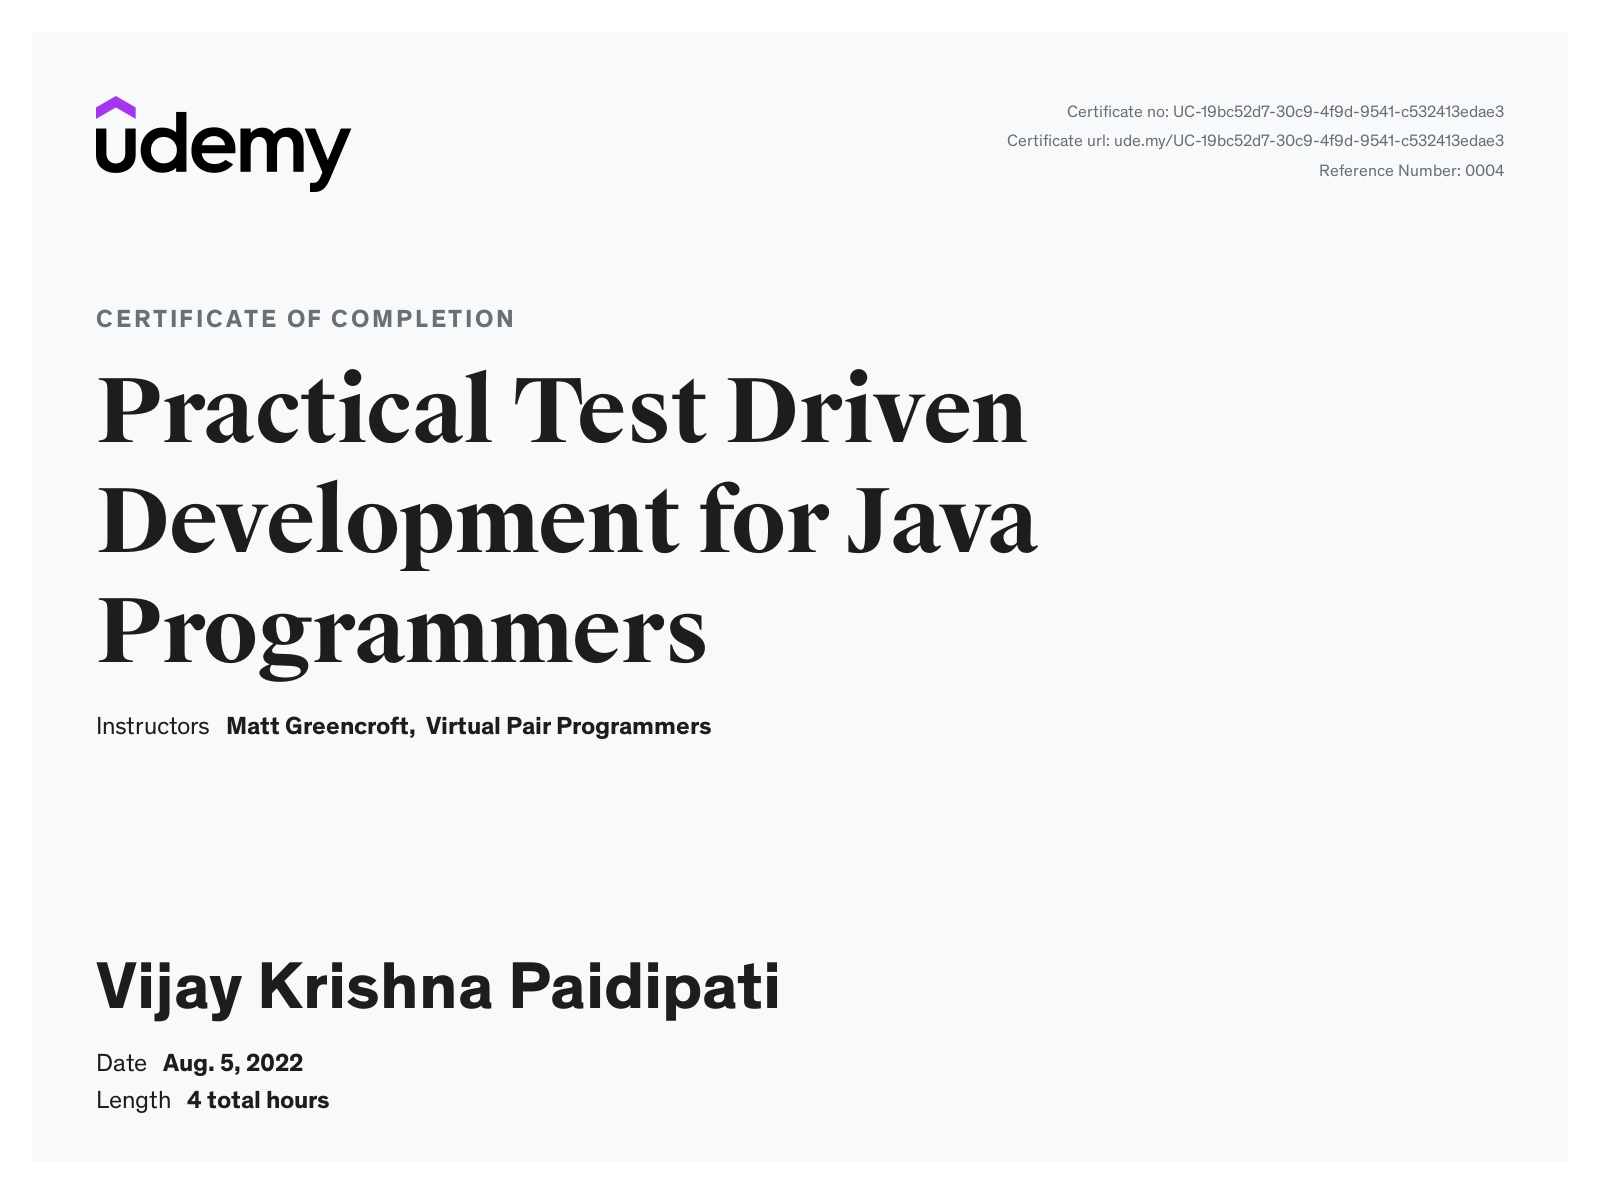 udemy
Certificate no: UC-19bc52d7-30c9-4f9d-9541-c532413edae3
Certificate url: ude.my/UC-19bc52d7-30c9-4f9d-9541-c532413edae3
Reference Number: 0004
CERTIFICATE OF COMPLETION
Practical Test Driven
Development for Java
Programmers
Instructors Matt Greencroft, Virtual Pair Programmers
Vijay Krishna Paidipati
Date Aug. 5, 2022
Length 4 total hours